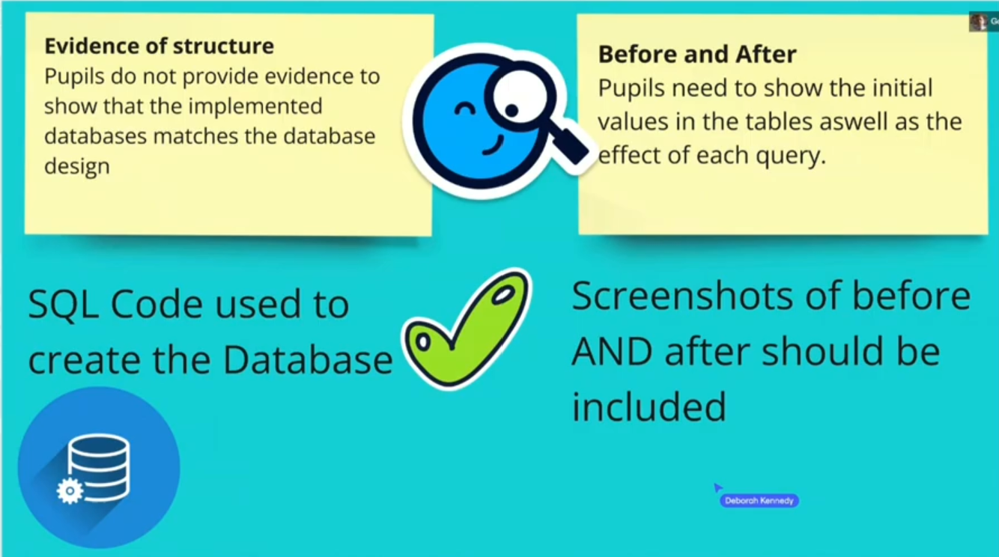 Evidence of structure
Pupils do not provide evidence to
show that the implemented
databases matches the database
design
Before and After
Pupils need to show the initial
values in the tables aswell as the
effect of each query.
SQL Code used to
create the Database
Screenshots of before
AND after should be
included
Deborah Kennedy